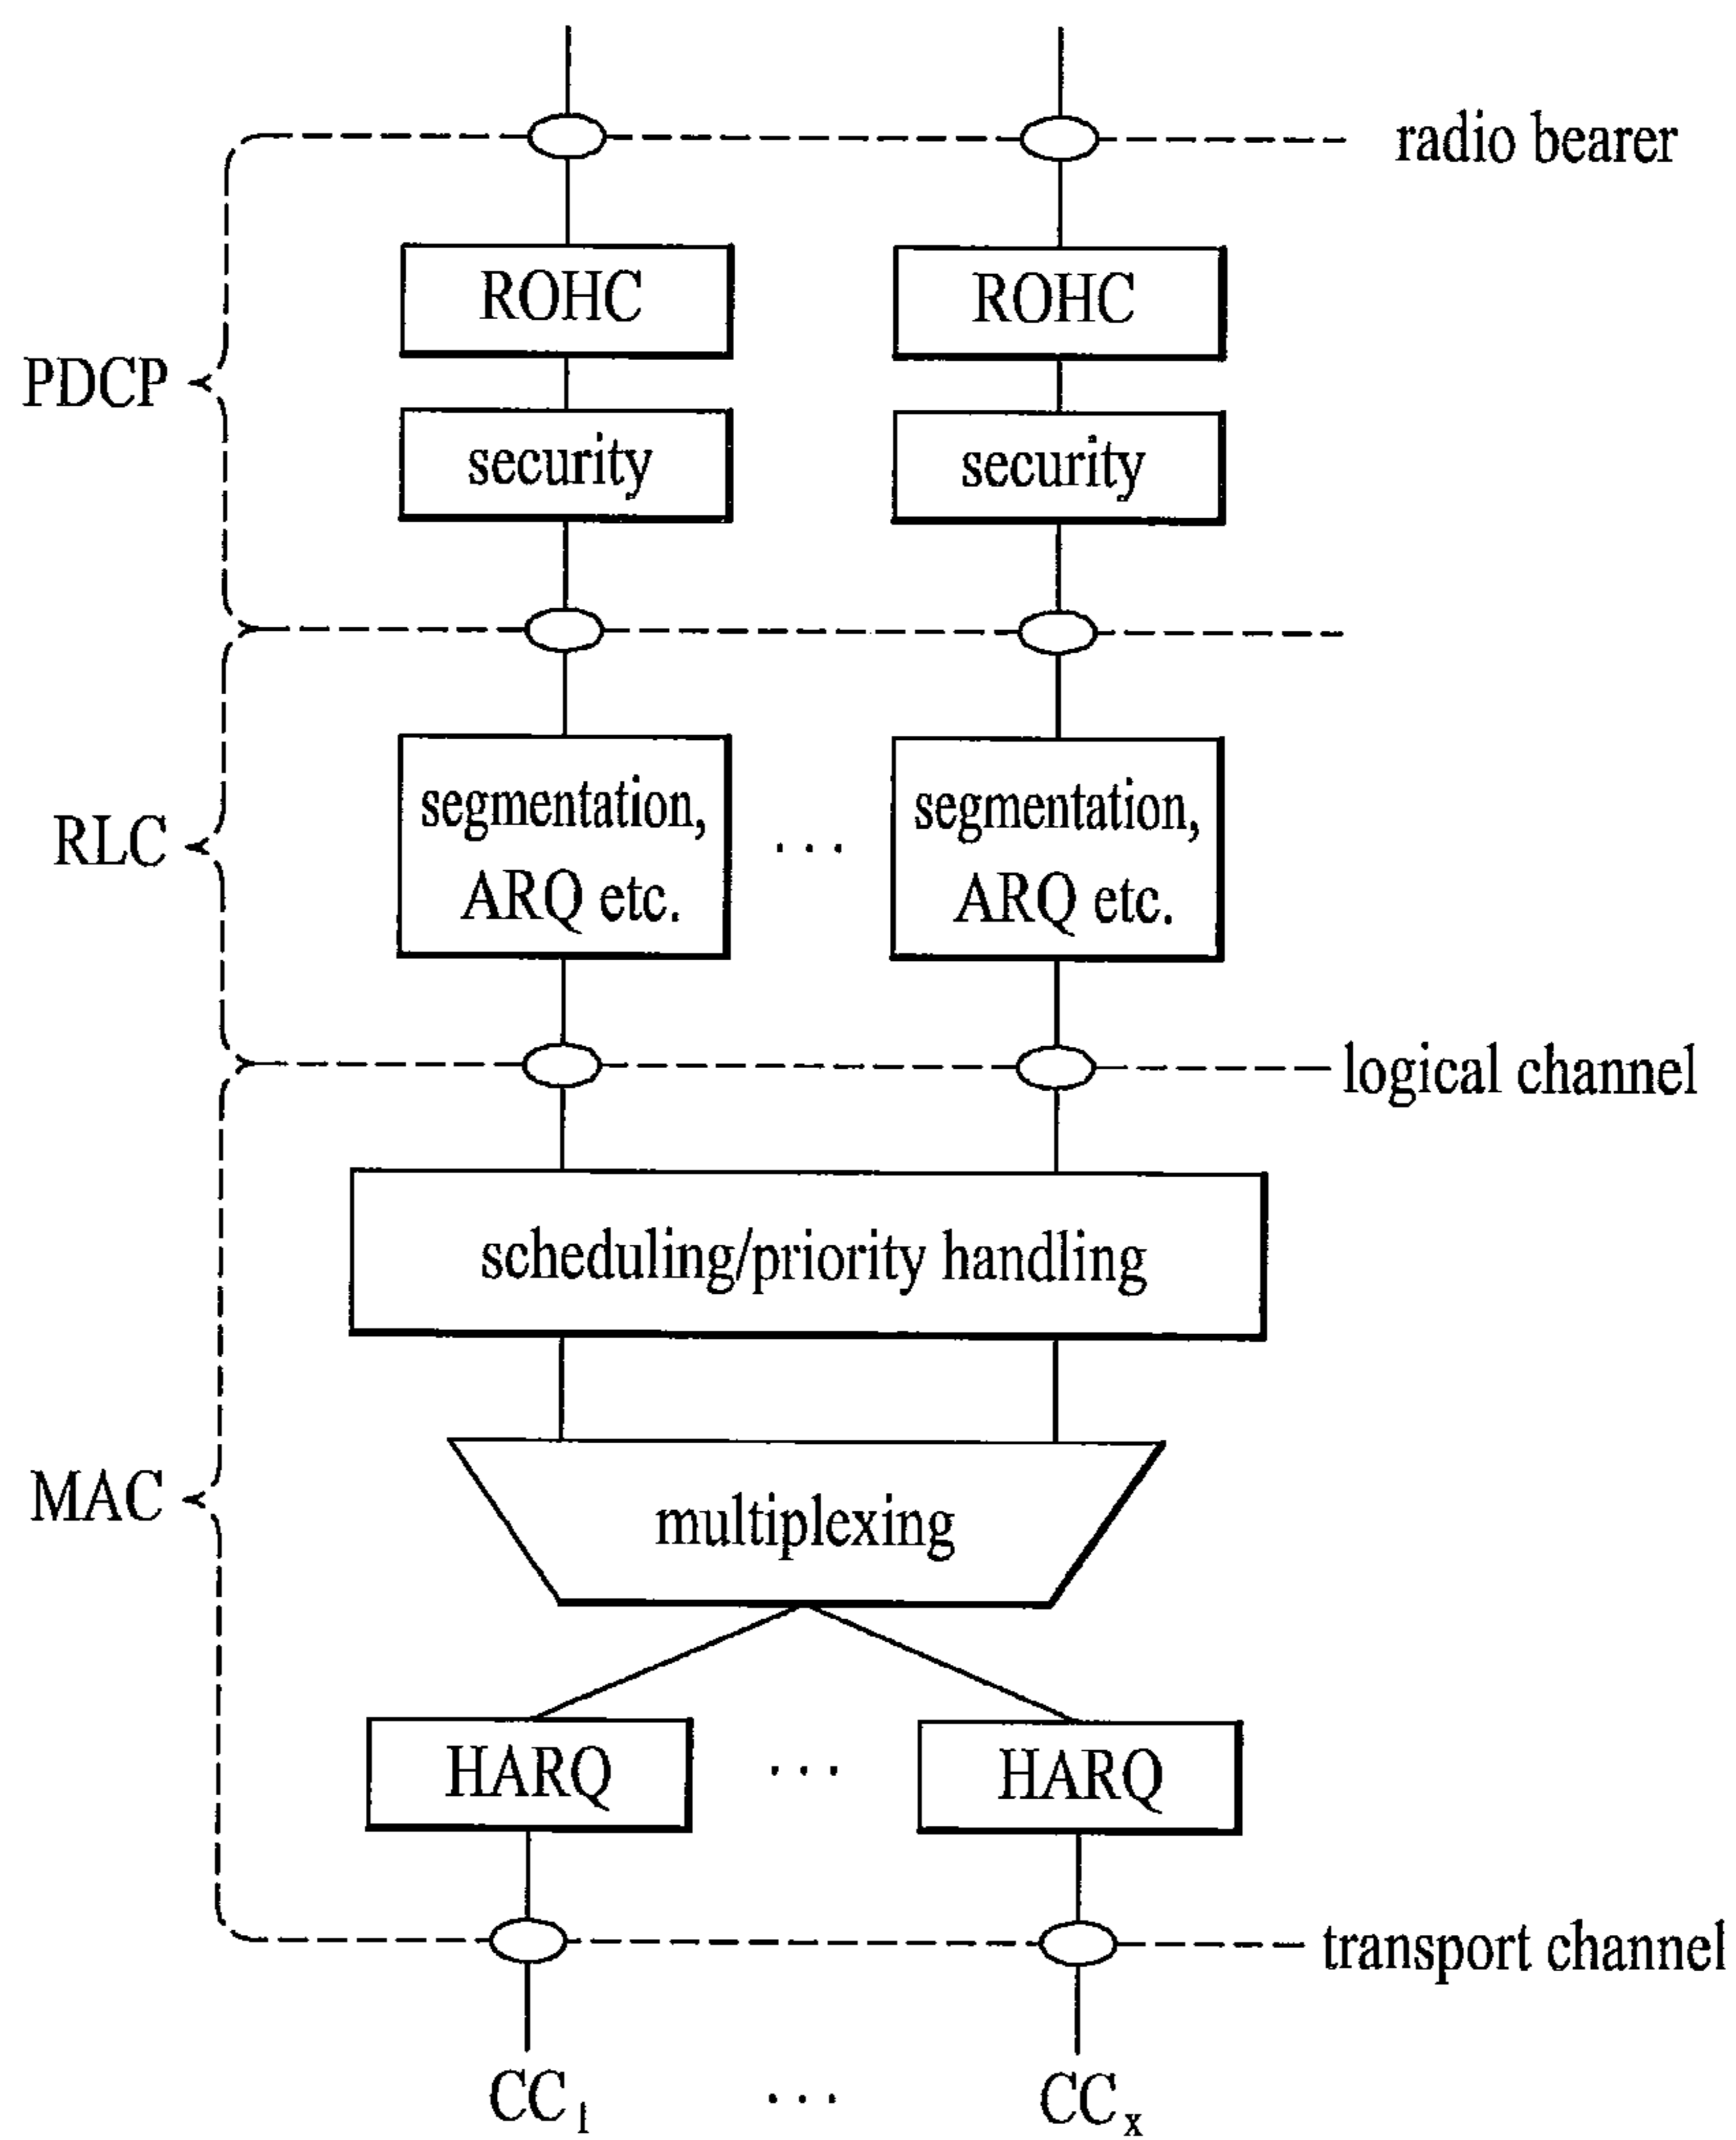 radio bearer
ROHC ROHC
PDCP
security security
segmentation, segmentation,
RLC ...
ARQ etc. ARQ etc.
logical channel
scheduling/priority handling
MAC
multiplexing
HARQ ... HARQ
transport channel
CC1 ... CCx